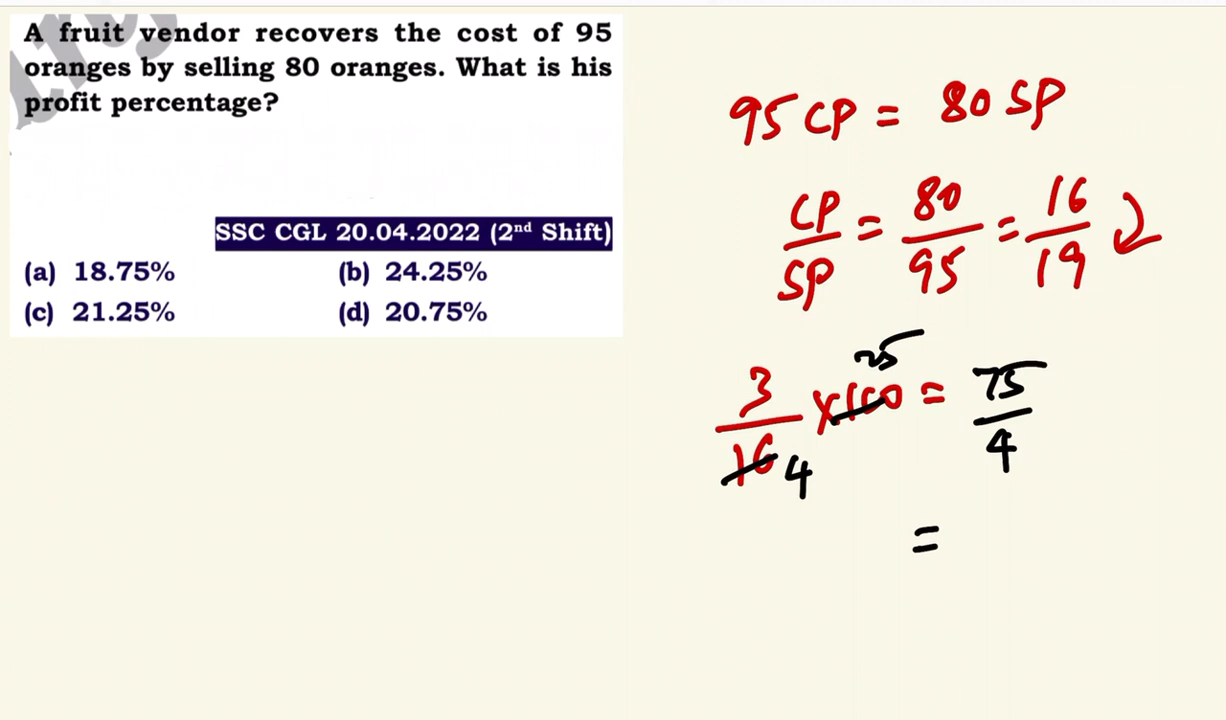 A fruit vendor recovers the cost of 95
oranges by selling 80 oranges. What is his
profit percentage?
SSC CGL 20.04.2022 (2nd Shift)
(a) 18.75% (b) 24.25%
(c) 21.25% (d) 20.75%
95 CP = 80 SP
CP/SP = 80/95 = 16/19
3/16 4 × 100 25 = 75/4
=